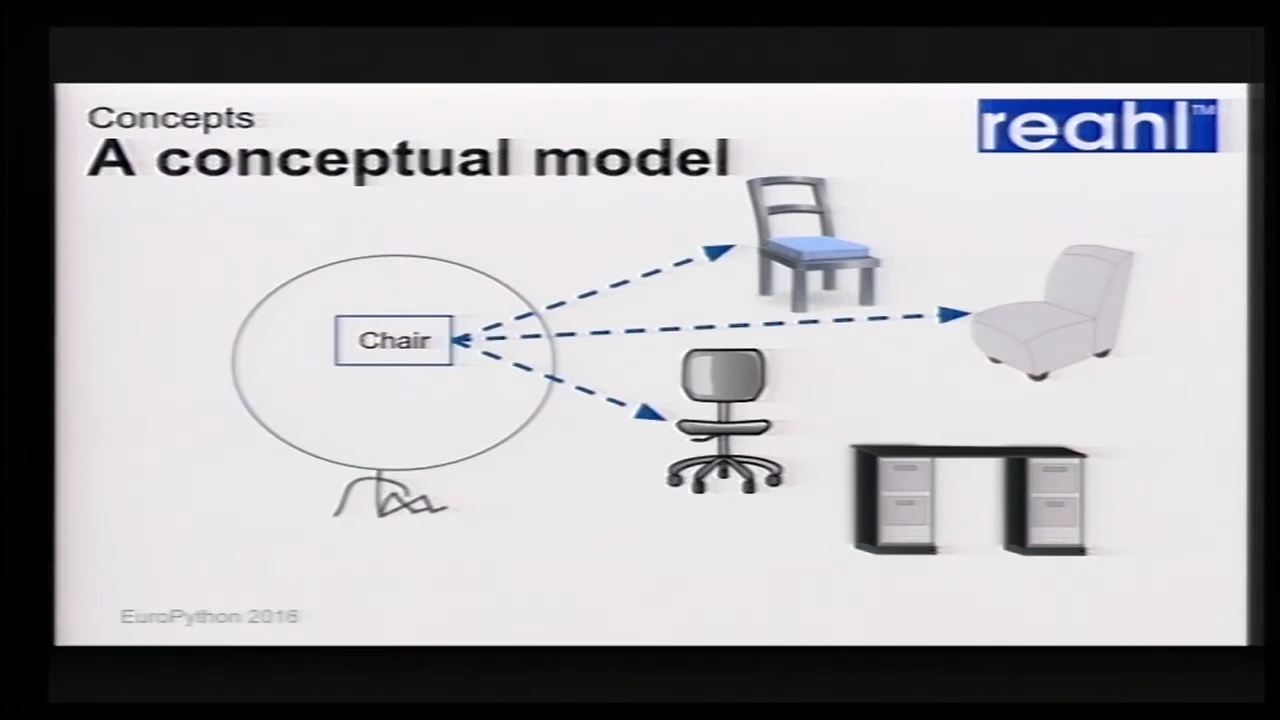 Concepts
A conceptual model
reahl™
Chair
EuroPython 2016